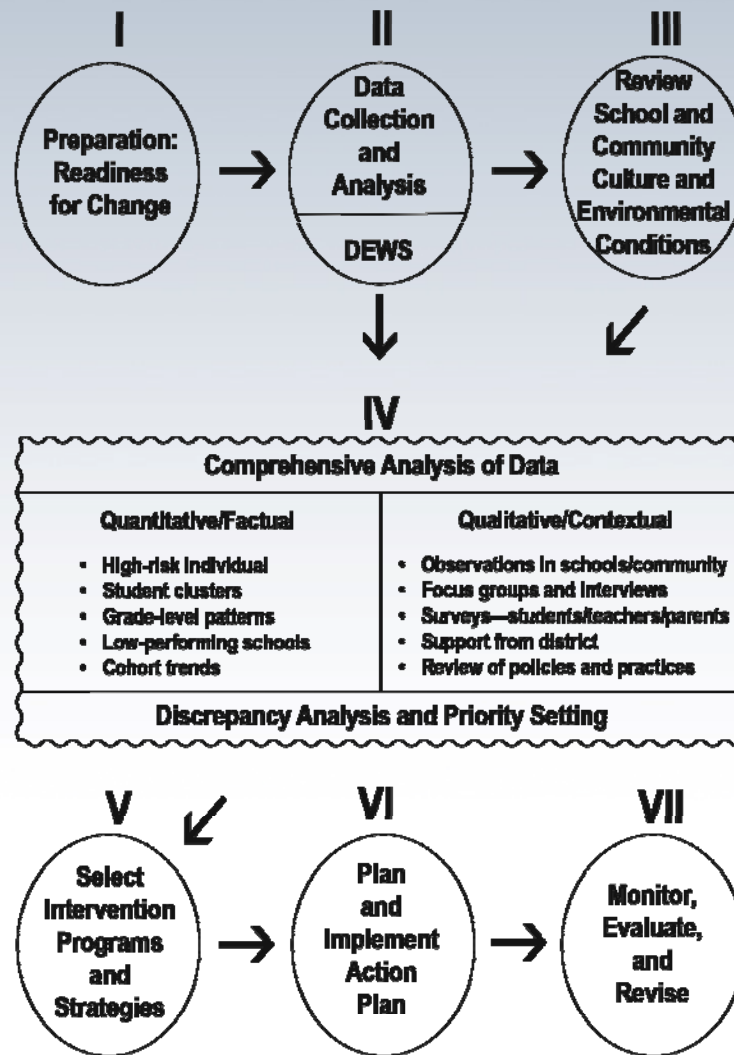 I
Preparation:
Readiness
for Change
II
Data
Collection
and
Analysis
DEWS
III
Review
School and
Community
Culture and
Environmental
Conditions
IV
Comprehensive Analysis of Data
Quantitative/Factual
• High-risk individual
• Student clusters
• Grade-level patterns
• Low-performing schools
• Cohort trends
Qualitative/Contextual
• Observations in schools/community
• Focus groups and interviews
• Surveys—students/teachers/parents
• Support from district
• Review of policies and practices
Discrepancy Analysis and Priority Setting
V
Select
Intervention
Programs
and
Strategies
VI
Plan
and
Implement
Action
Plan
VII
Monitor,
Evaluate,
and
Revise